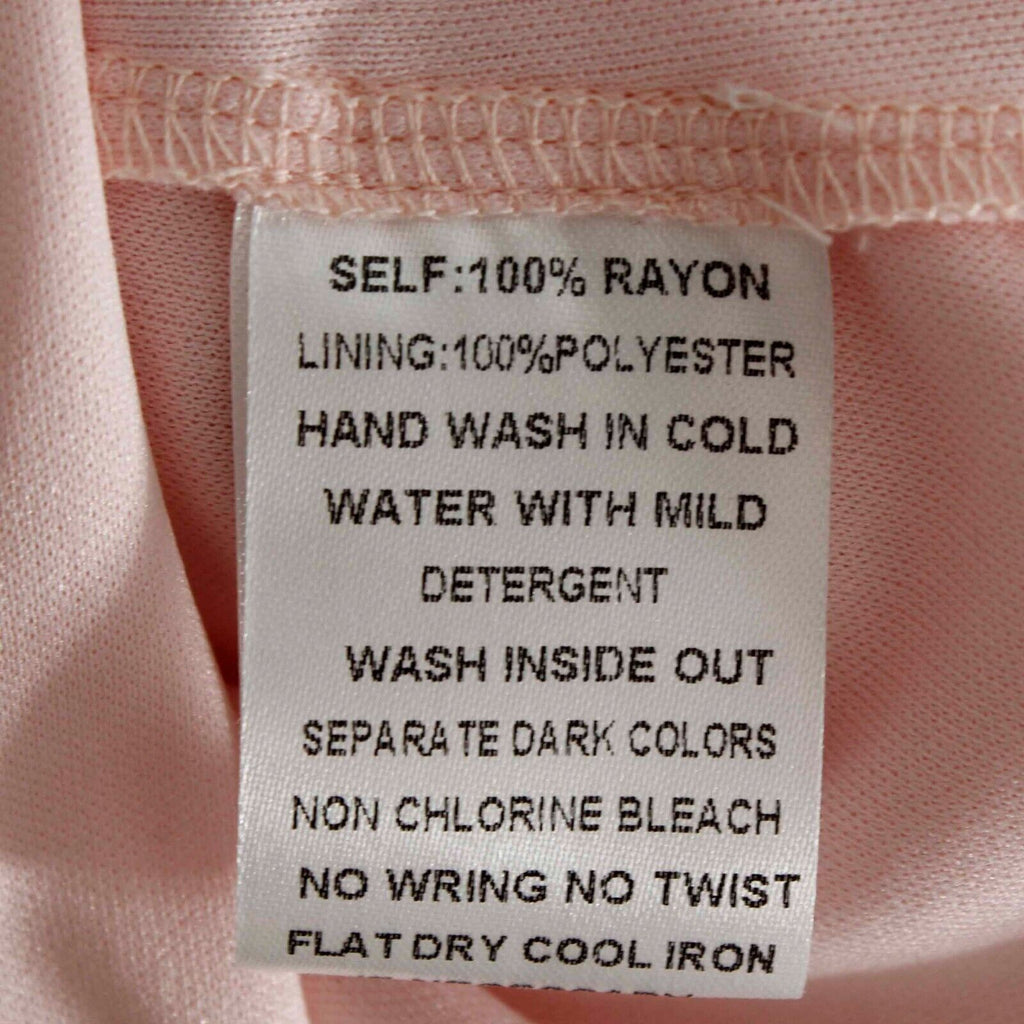 SELF:100% RAYON
LINING:100%POLYESTER
HAND WASH IN COLD
WATER WITH MILD
DETERGENT
WASH INSIDE OUT
SEPARATE DARK COLORS
NON CHLORINE BLEACH
NO WRING NO TWIST
FLAT DRY COOL IRON